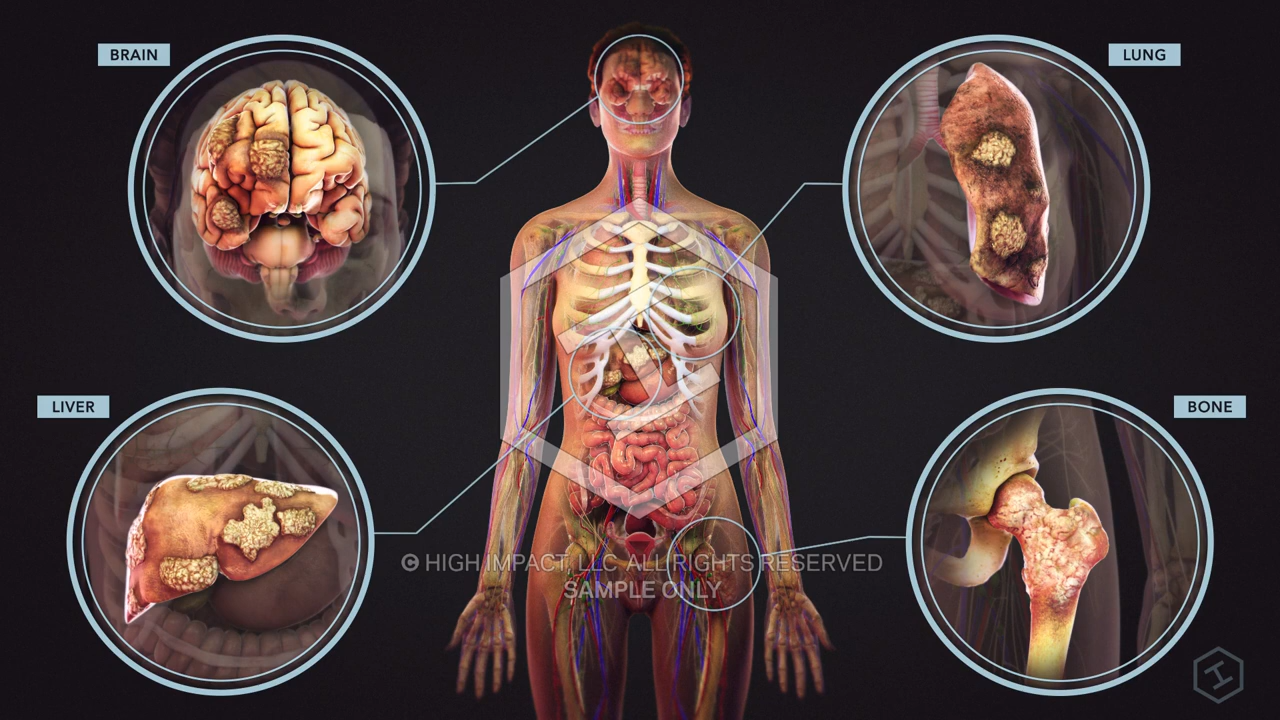 BRAIN
LUNG
LIVER
BONE
© HIGH IMPACT, LLC ALL RIGHTS RESERVED
SAMPLE ONLY